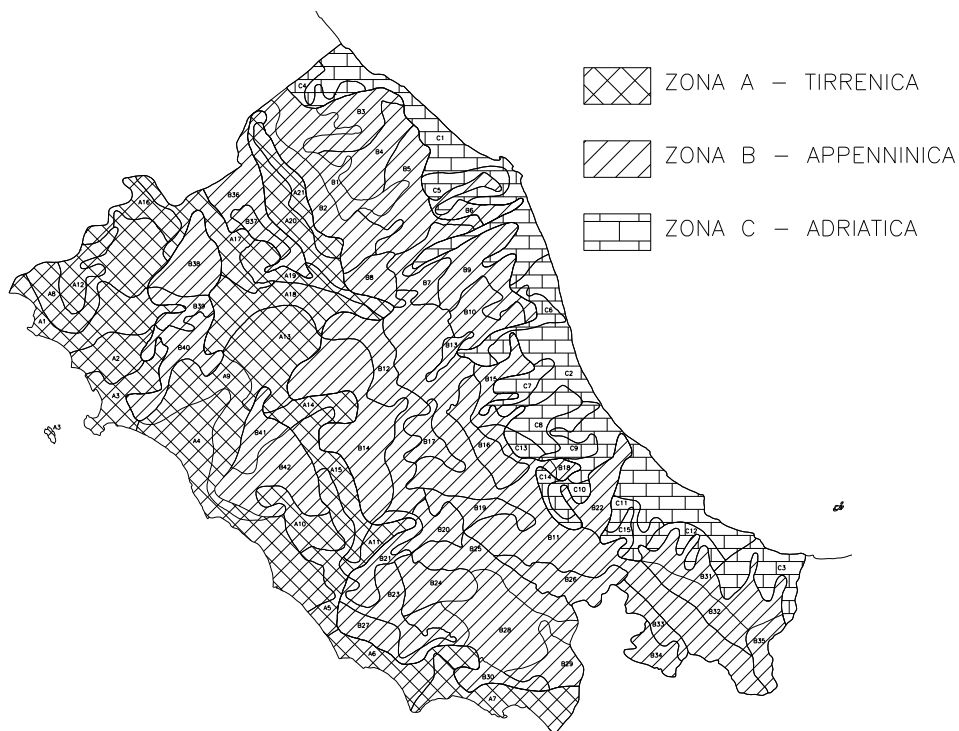 ZONA A – TIRRENICA
ZONA B – APPENNINICA
ZONA C – ADRIATICA
C4
B3
C1
B4
B5
B1
C5
B36
A21
A16
B2
B6
B37
A20
A17
B38
B9
B8
A19
B7
A12
A8
A18
B39
B10
C6
A1
A13
B40
B13
A2
B12
C2
A9
B15
C7
A3
A14
C8
A3
B41
A4
B17
B16
B14
C13
C9
B42
A15
B18
C14
C10
C11
B22
B19
A10
B20
C15
C12
A11
B11
B25
B21
C3
B24
B26
B31
B23
A5
B32
B27
B33
B28
B35
A6
B34
B29
B30
A7